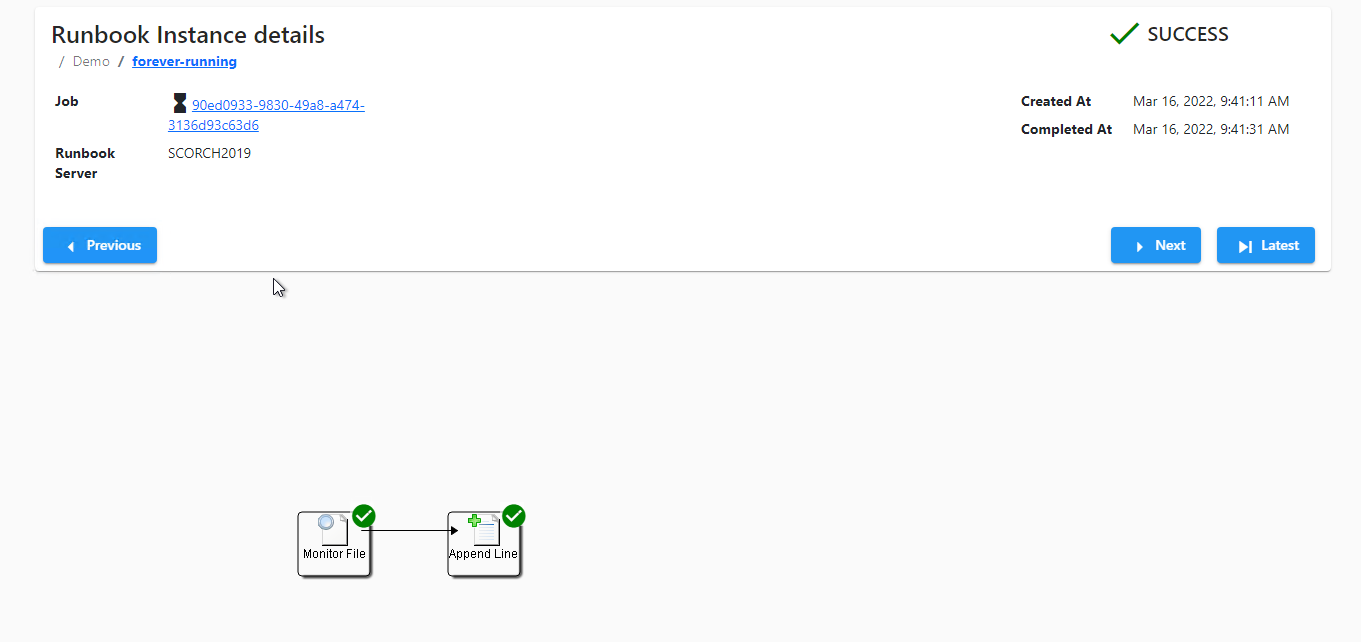 Runbook Instance details
SUCCESS
/ Demo / forever-running
Job
90ed0933-9830-49a8-a474-
3136d93c63d6
Created At Mar 16, 2022, 9:41:11 AM
Completed At Mar 16, 2022, 9:41:31 AM
Runbook
Server
SCORCH2019
Previous
Next
Latest
Monitor File
Append Line